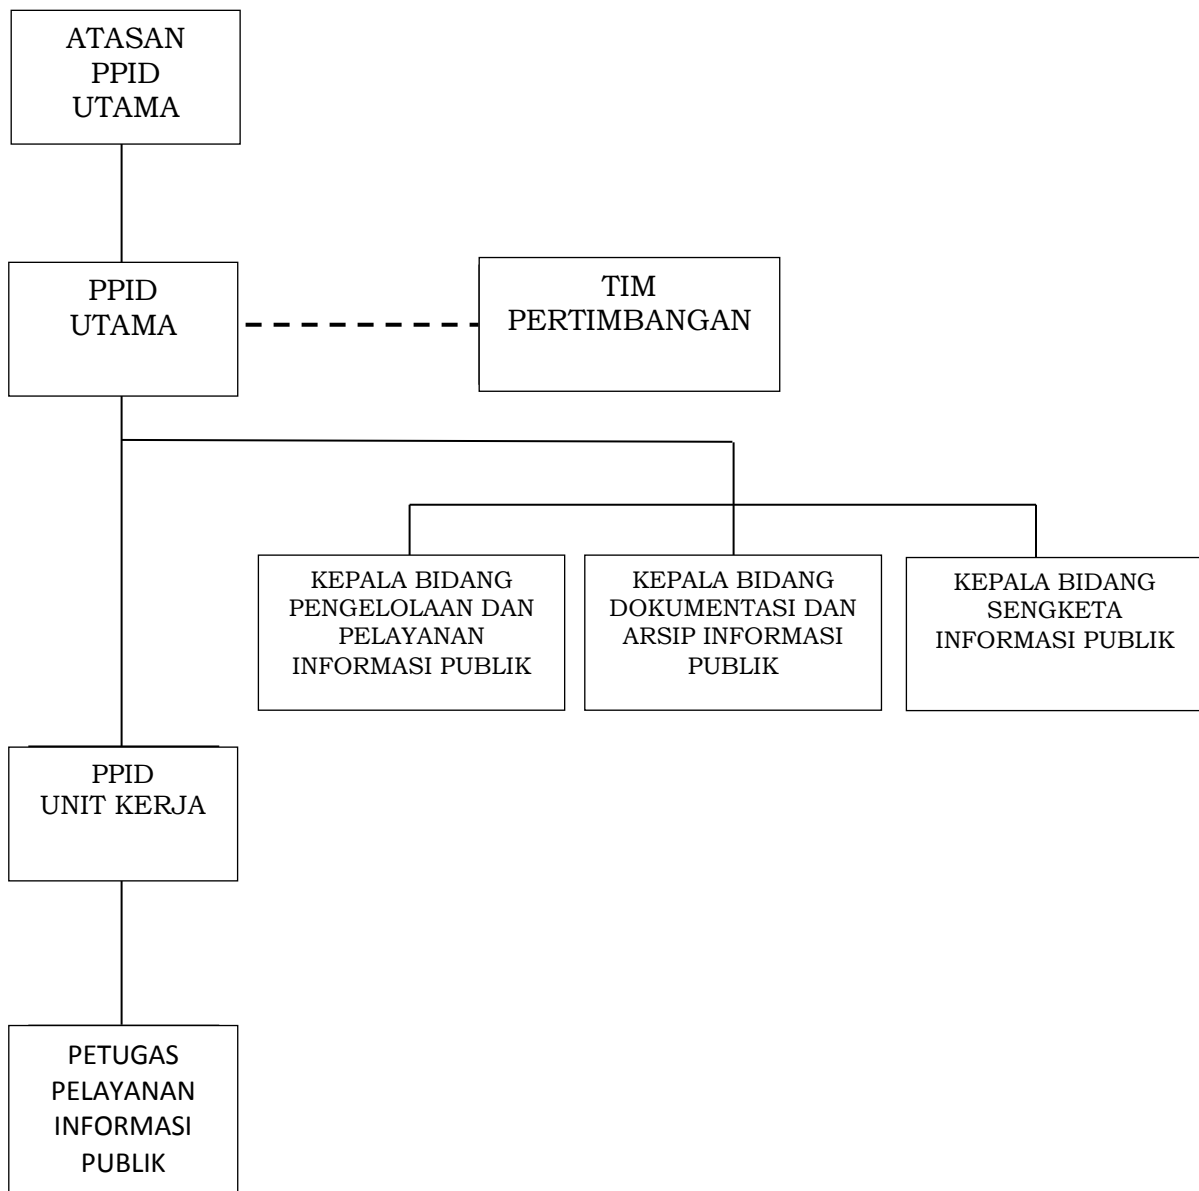 ATASAN
PPID
UTAMA
PPID
UTAMA
TIM
PERTIMBANGAN
KEPALA BIDANG
PENGELOLAAN DAN
PELAYANAN
INFORMASI PUBLIK
KEPALA BIDANG
DOKUMENTASI DAN
ARSIP INFORMASI
PUBLIK
KEPALA BIDANG
SENGKETA
INFORMASI PUBLIK
PPID
UNIT KERJA
PETUGAS
PELAYANAN
INFORMASI
PUBLIK